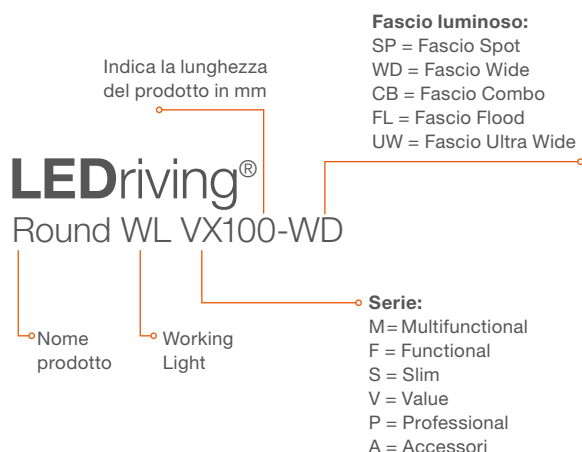 Fascio luminoso:
SP = Fascio Spot
WD = Fascio Wide
CB = Fascio Combo
FL = Fascio Flood
UW = Fascio Ultra Wide
Indica la lunghezza
del prodotto in mm
LEDriving®
Round WL VX100-WD
Nome
prodotto
Working
Light
Serie:
M= Multifunctional
F = Functional
S = Slim
V = Value
P = Professional
A = Accessori